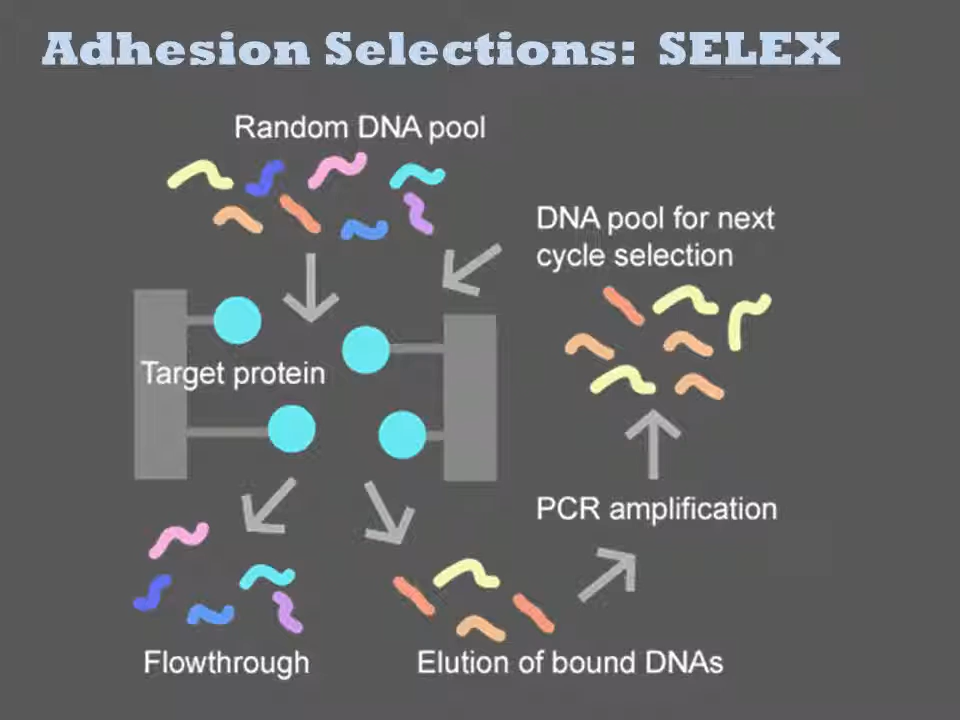 Adhesion Selections: SELEX
Random DNA pool
DNA pool for next
cycle selection
Target protein
PCR amplification
Flowthrough
Elution of bound DNAs